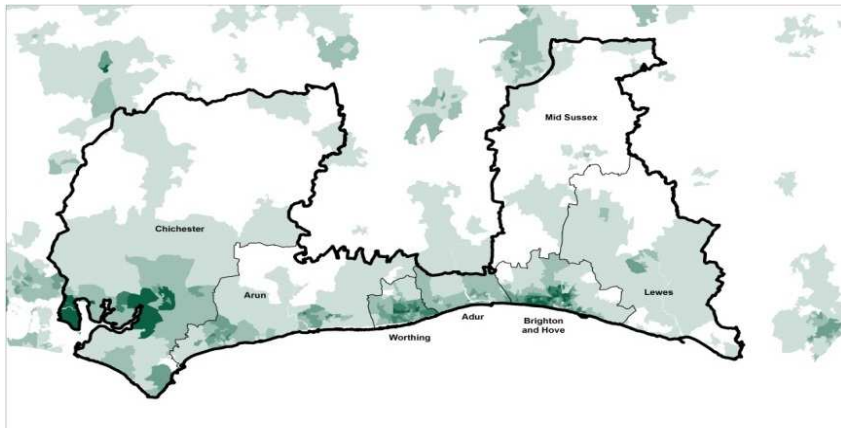 Mid Sussex
Chichester
Arun
Lewes
Adur
Worthing
Brighton
and Hove